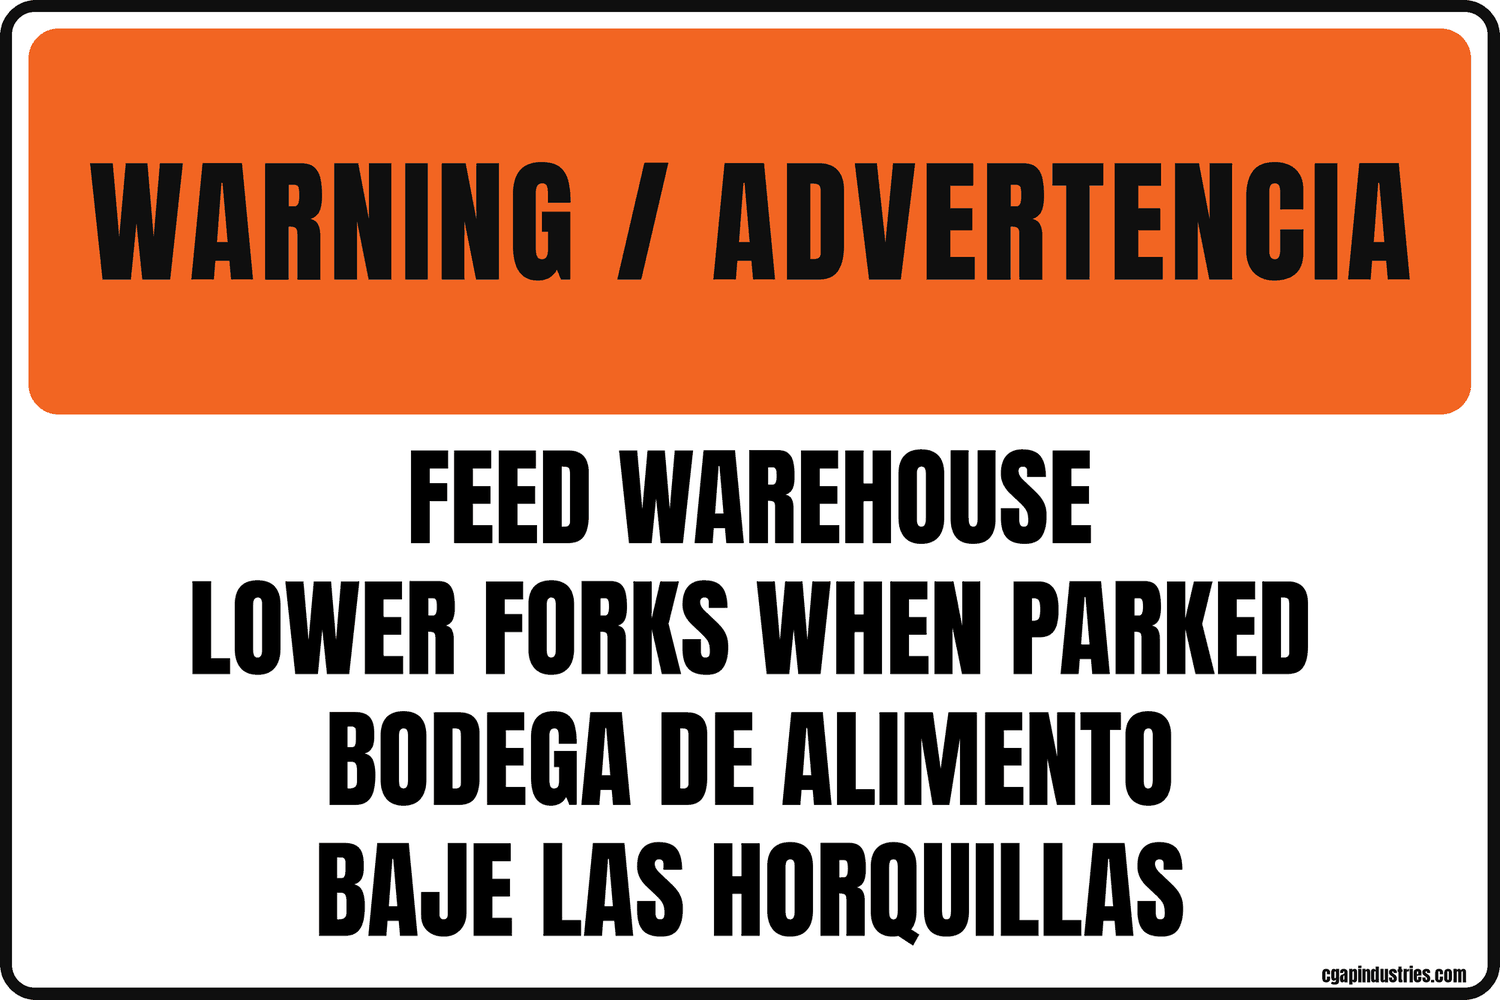 WARNING / ADVERTENCIA
FEED WAREHOUSE
LOWER FORKS WHEN PARKED
BODEGA DE ALIMENTO
BAJE LAS HORQUILLAS
cgapindustries.com